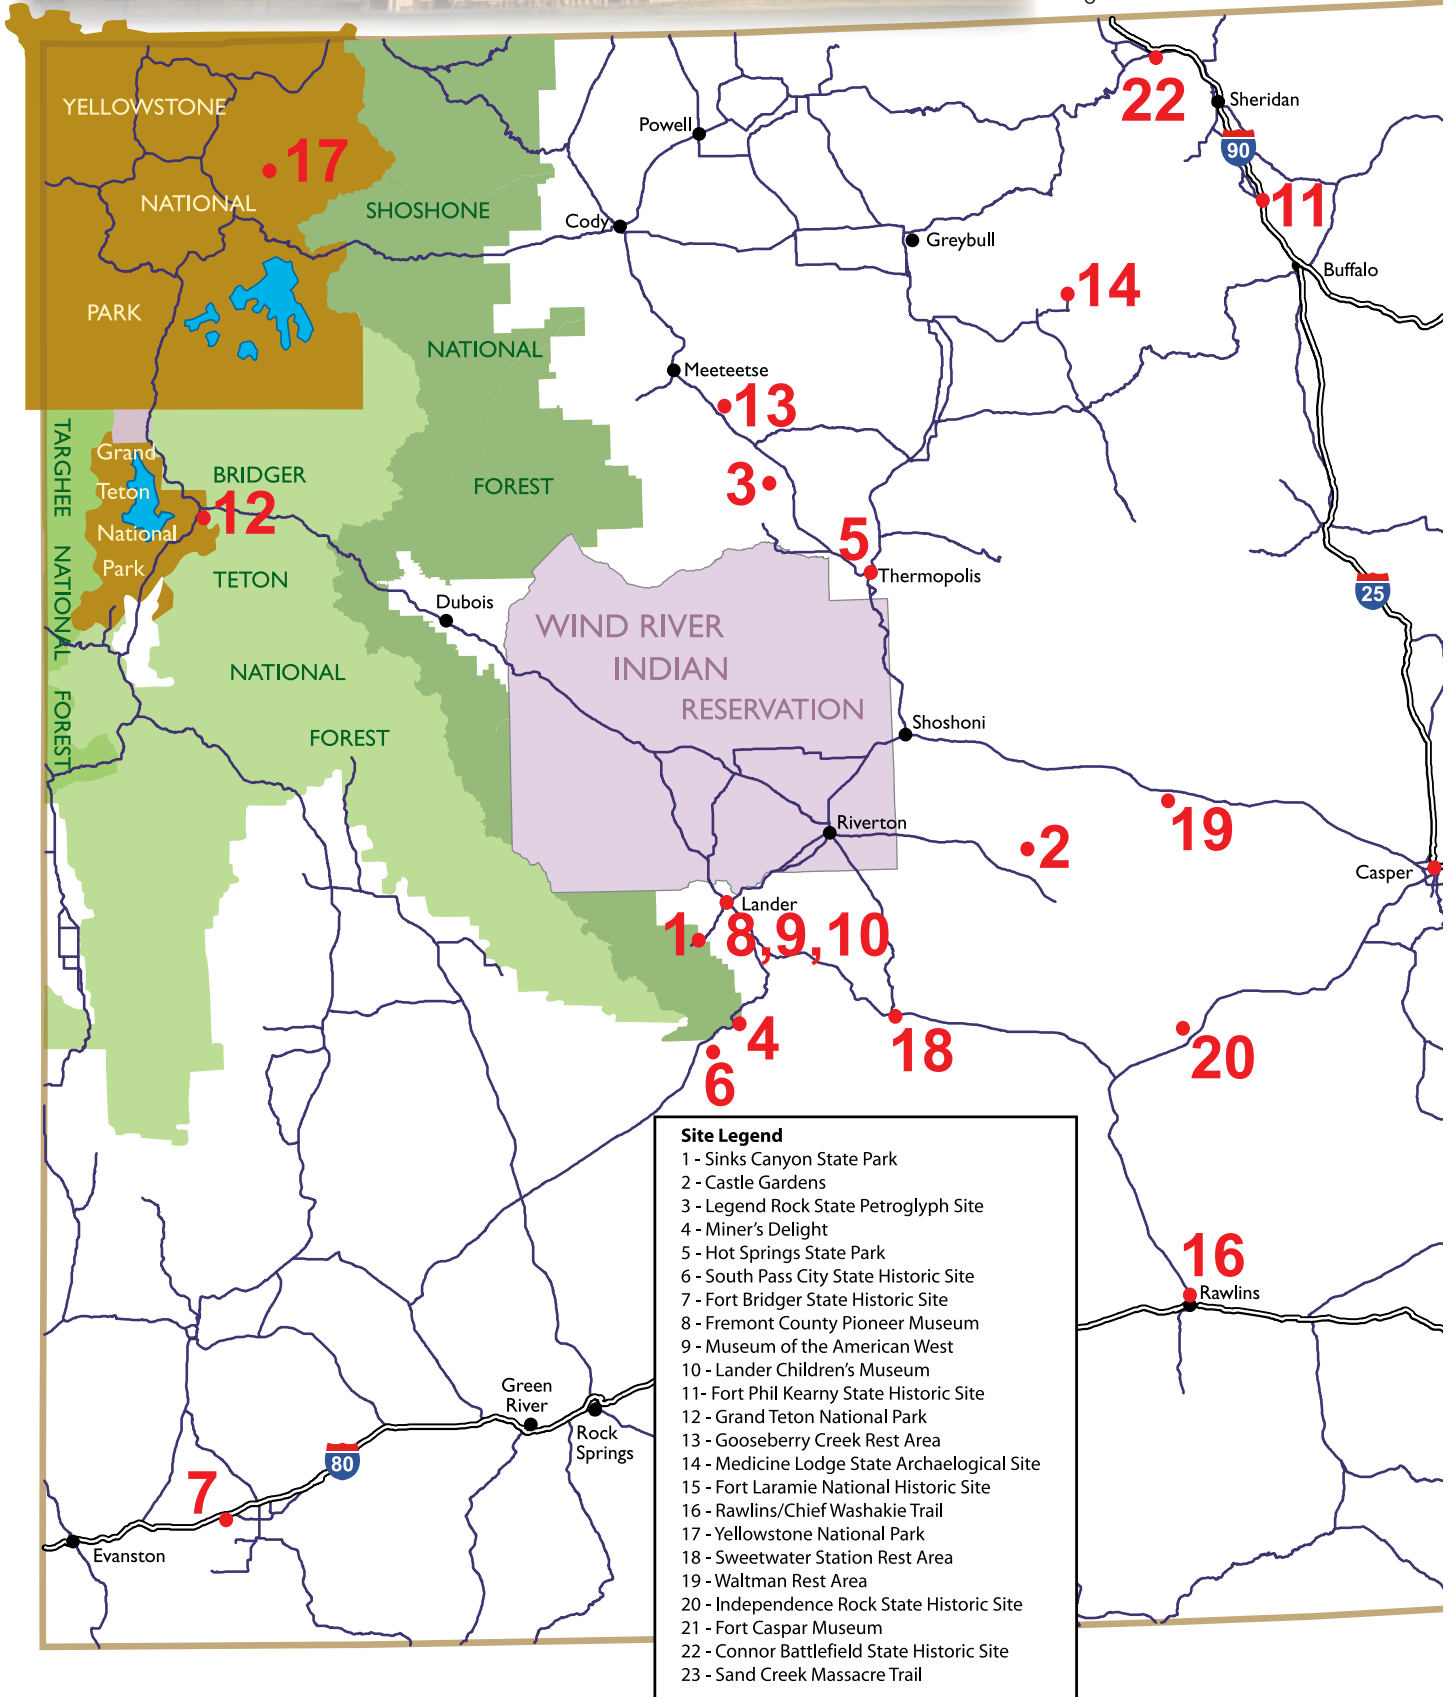 22
Sheridan
Powell
YELLOWSTONE
90
17
NATIONAL
SHOSHONE
11
Cody
Greybull
Buffalo
14
PARK
NATIONAL
Meeteetse
13
TARGHEE NATIONAL FOREST
Grand
Teton
National
Park
BRIDGER
TETON
NATIONAL
FOREST
FOREST
3
12
5
Thermopolis
25
Dubois
WIND RIVER
INDIAN
RESERVATION
Shoshoni
19
Riverton
2
Casper
Lander
1
8,9,10
4
18
20
6
16
Rawlins
Green
River
Rock
Springs
80
7
Evanston
Site Legend
1 - Sinks Canyon State Park
2 - Castle Gardens
3 - Legend Rock State Petroglyph Site
4 - Miner's Delight
5 - Hot Springs State Park
6 - South Pass City State Historic Site
7 - Fort Bridger State Historic Site
8 - Fremont County Pioneer Museum
9 - Museum of the American West
10 - Lander Children's Museum
11- Fort Phil Kearny State Historic Site
12 - Grand Teton National Park
13 - Gooseberry Creek Rest Area
14 - Medicine Lodge State Archaelogical Site
15 - Fort Laramie National Historic Site
16 - Rawlins/Chief Washakie Trail
17 - Yellowstone National Park
18 - Sweetwater Station Rest Area
19 - Waltman Rest Area
20 - Independence Rock State Historic Site
21 - Fort Caspar Museum
22 - Connor Battlefield State Historic Site
23 - Sand Creek Massacre Trail